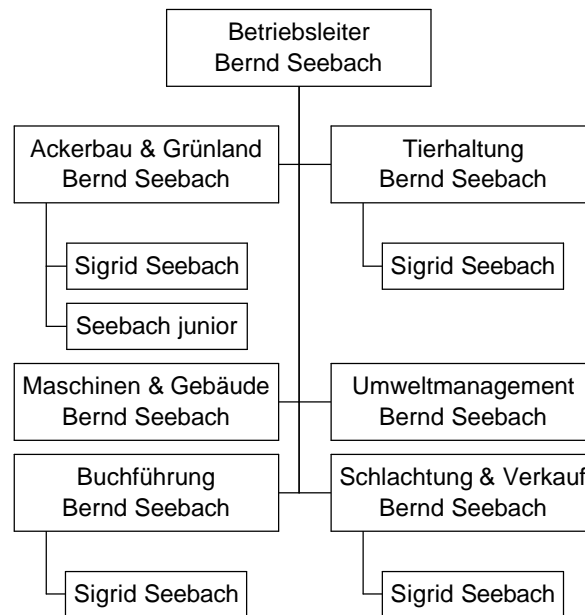 Betriebsleiter
Bernd Seebach
Ackerbau & Grünland
Bernd Seebach
Tierhaltung
Bernd Seebach
Sigrid Seebach
Sigrid Seebach
Seebach junior
Maschinen & Gebäude
Bernd Seebach
Umweltmanagement
Bernd Seebach
Buchführung
Bernd Seebach
Schlachtung & Verkauf
Bernd Seebach
Sigrid Seebach
Sigrid Seebach